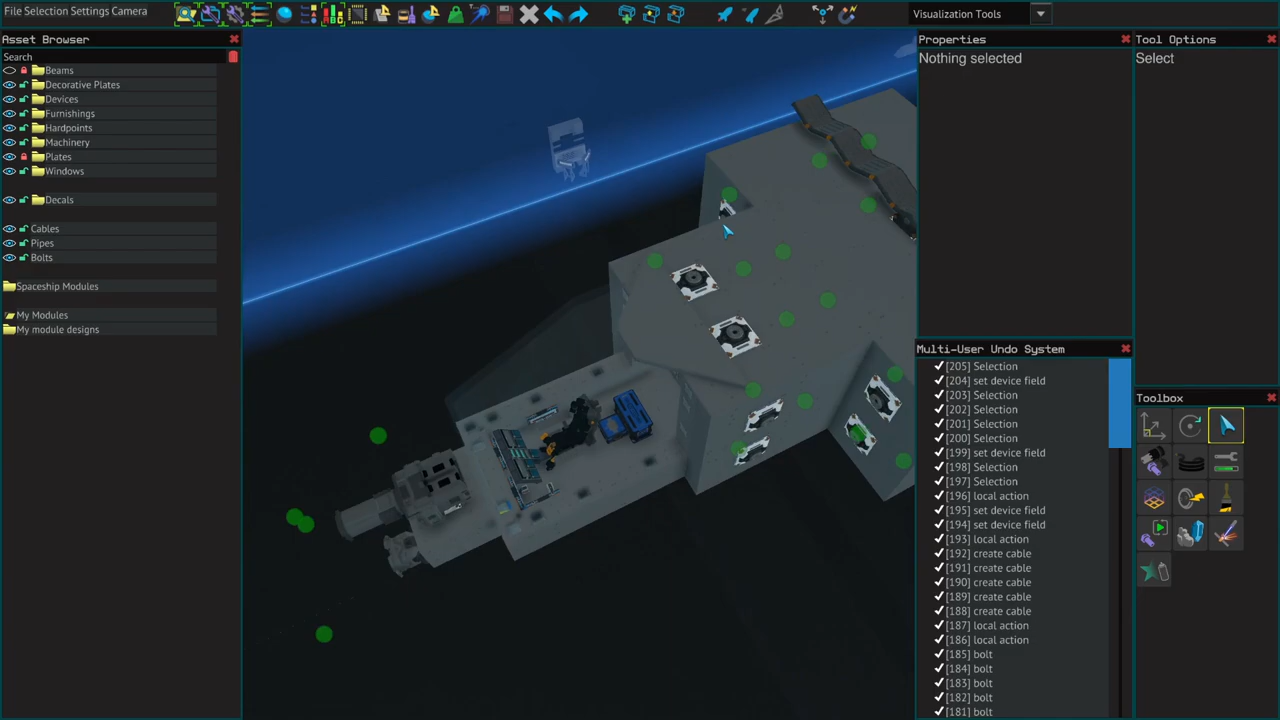 File Selection Settings Camera
Visualization Tools
Asset Browser
Search
Beams
Decorative Plates
Devices
Furnishings
Hardpoints
Machinery
Plates
Windows
Decals
Cables
Pipes
Bolts
Spaceship Modules
My Modules
My module designs
Properties
Nothing selected
Tool Options
Select
Multi-User Undo System
[205] Selection
[204] set device field
[203] Selection
[202] Selection
[201] Selection
[200] Selection
[199] set device field
[198] Selection
[197] Selection
[196] local action
[195] set device field
[194] set device field
[193] local action
[192] create cable
[191] create cable
[190] create cable
[189] create cable
[188] create cable
[187] local action
[186] local action
[185] bolt
[184] bolt
[183] bolt
[182] bolt
[181] bolt
Toolbox